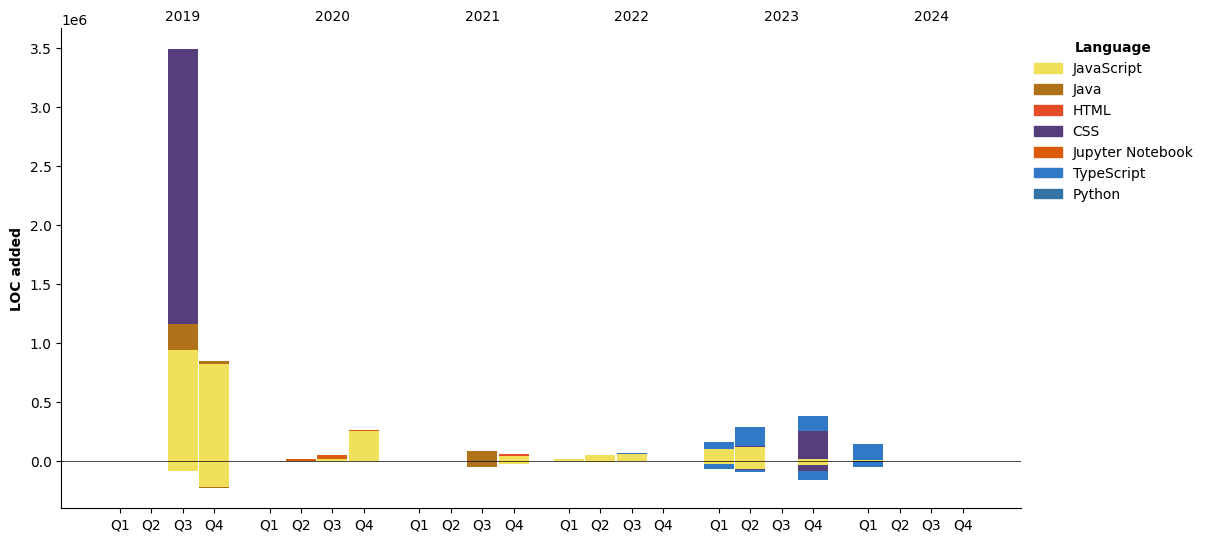 1e6
2019 2020 2021 2022 2023 2024
Language
JavaScript
Java
HTML
CSS
Jupyter Notebook
TypeScript
Python
LOC added
3.5
3.0
2.5
2.0
1.5
1.0
0.5
0.0
Q1 Q2 Q3 Q4 Q1 Q2 Q3 Q4 Q1 Q2 Q3 Q4 Q1 Q2 Q3 Q4 Q1 Q2 Q3 Q4 Q1 Q2 Q3 Q4